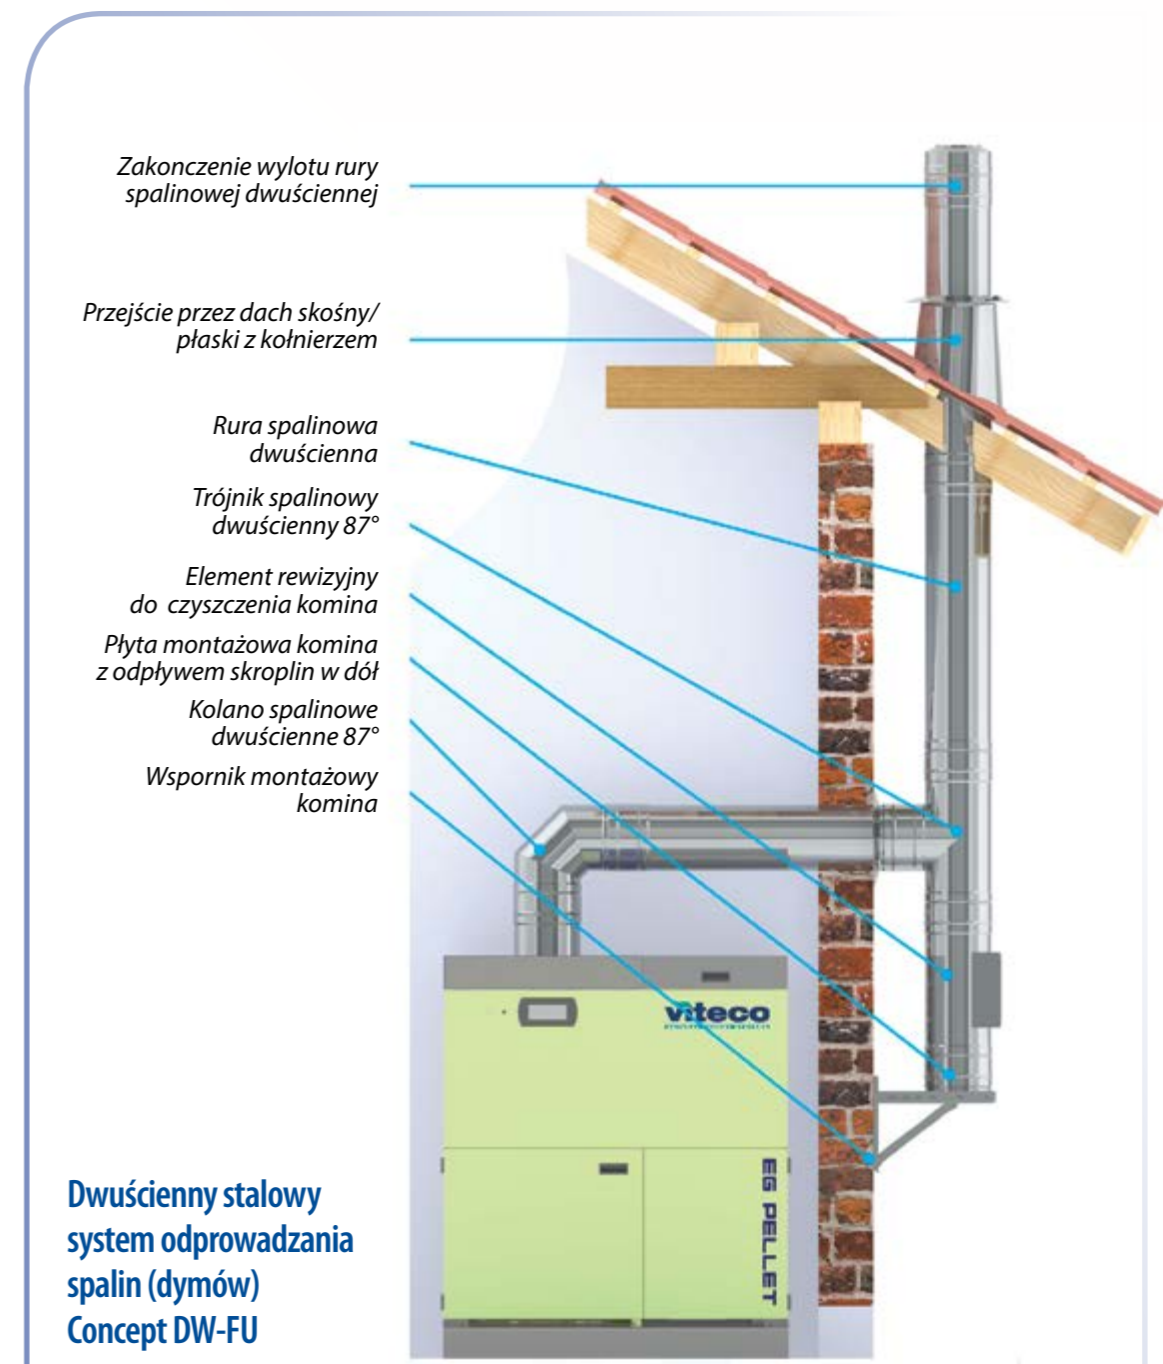 Zakonczenie wylotu rury
spalinowej dwuściennej
Przejście przez dach skośny/
płaski z kołnierzem
Rura spalinowa
dwuścienna
Trójnik spalinowy
dwuścienny 87°
Element rewizyjny
do czyszczenia komina
Płyta montażowa komina
z odpływem skroplin w dół
Kolano spalinowe
dwuścienne 87°
Wspornik montażowy
komina
viteco
EG PELLET
Dwuścienny stalowy
system odprowadzania
spalin (dymów)
Concept DW-FU